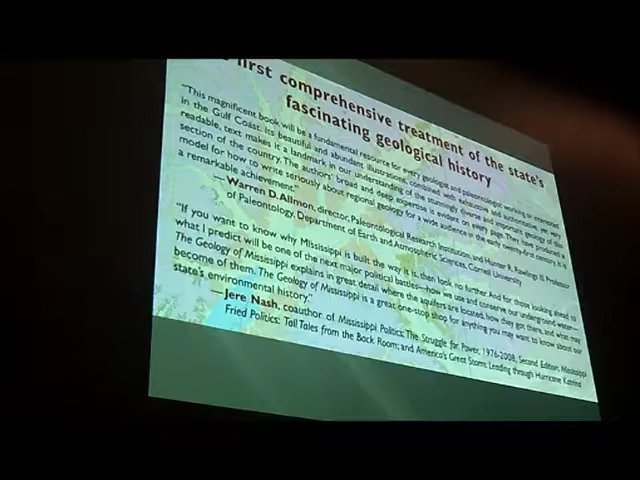 first comprehensive treatment of the state's
fascinating geological history
"This magnificent book will be a fundamental resource for every geologist and paleontologist working or interested
in the Gulf Coast. Its beautiful and abundant illustrations, combined with exhaustive and authoritative, yet very
readable, text makes it a landmark in our understanding of the stunningly diverse and important geology of this
section of the country. The authors' broad and deep expertise is evident on every page. They have produced a
model for how to write seriously about regional geology for a wide audience in the early twenty-first century. It is
a remarkable achievement."
—Warren D. Allmon, director, Paleontological Research Institution, and Hunter R. Rawlings III Professor
of Paleontology, Department of Earth and Atmospheric Sciences, Cornell University
"If you want to know why Mississippi is built the way it is, then look no further. And for those looking ahead to
what I predict will be one of the next major political battles—how we use and conserve our underground water—
The Geology of Mississippi explains in great detail where the aquifers are located, how they got there, and what may
become of them. The Geology of Mississippi is a great one-stop shop for anything you may want to know about our
state's environmental history."
—Jere Nash, coauthor of Mississippi Politics: The Struggle for Power, 1976-2008, Second Edition; Mississippi
Fried Politics: Tall Tales from the Back Room; and America's Great Storm: Leading through Hurricane Katrina